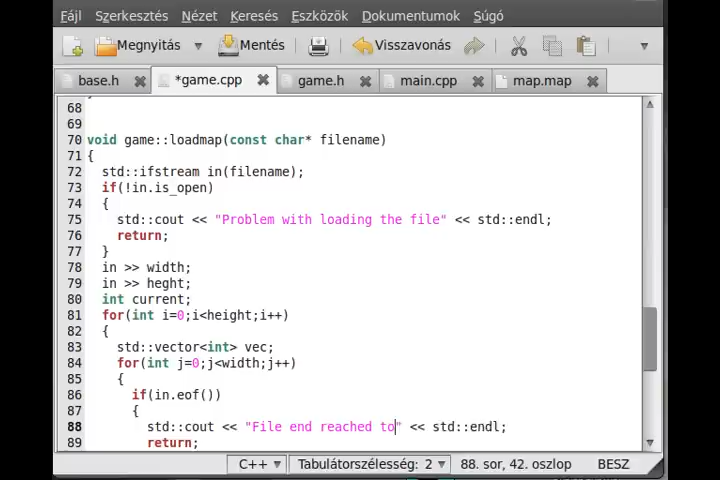 Fájl Szerkesztés Nézet Keresés Eszközök Dokumentumok Súgó
Megnyitás Mentés Visszavonás
base.h *game.cpp game.h main.cpp map.map
68
69
70 void game::loadmap(const char* filename)
71 {
72 std::ifstream in(filename);
73 if(!in.is_open)
74 {
75 std::cout << "Problem with loading the file" << std::endl;
76 return;
77 }
78 in >> width;
79 in >> heght;
80 int current;
81 for(int i=0;i<height;i++)
82 {
83 std::vector<int> vec;
84 for(int j=0;j<width;j++)
85 {
86 if(in.eof())
87 {
88 std::cout << "File end reached to" << std::endl;
89 return;
C++ Tabulátorszélesség: 2 88. sor, 42. oszlop BESZ